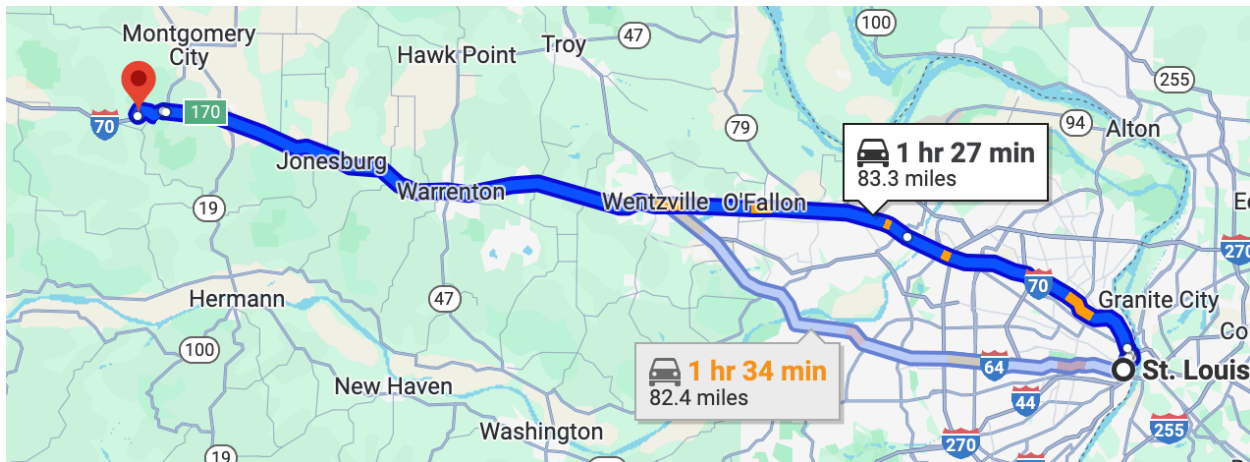 Montgomery
City
Hawk Point
Troy
47
100
255
79
94
Alton
70
170
1 hr 27 min
83.3 miles
Jonesburg
Warrenton
Wentzville
O'Fallon
19
270
Hermann
47
70
Granite City
100
1 hr 34 min
82.4 miles
64
St. Louis
New Haven
44
Washington
270
255
19